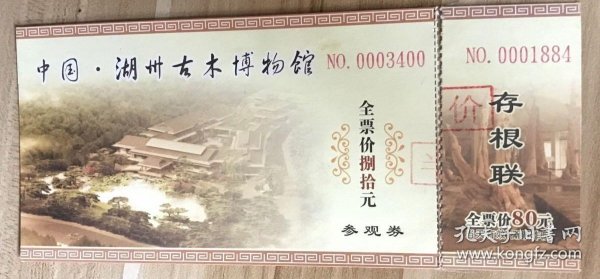 中国·湖州古木博物馆
NO. 0003400
全票价捌拾元
参观券
NO. 0001884
价
存根联
全票价80元
孔夫子旧书网
www.kongfz.com